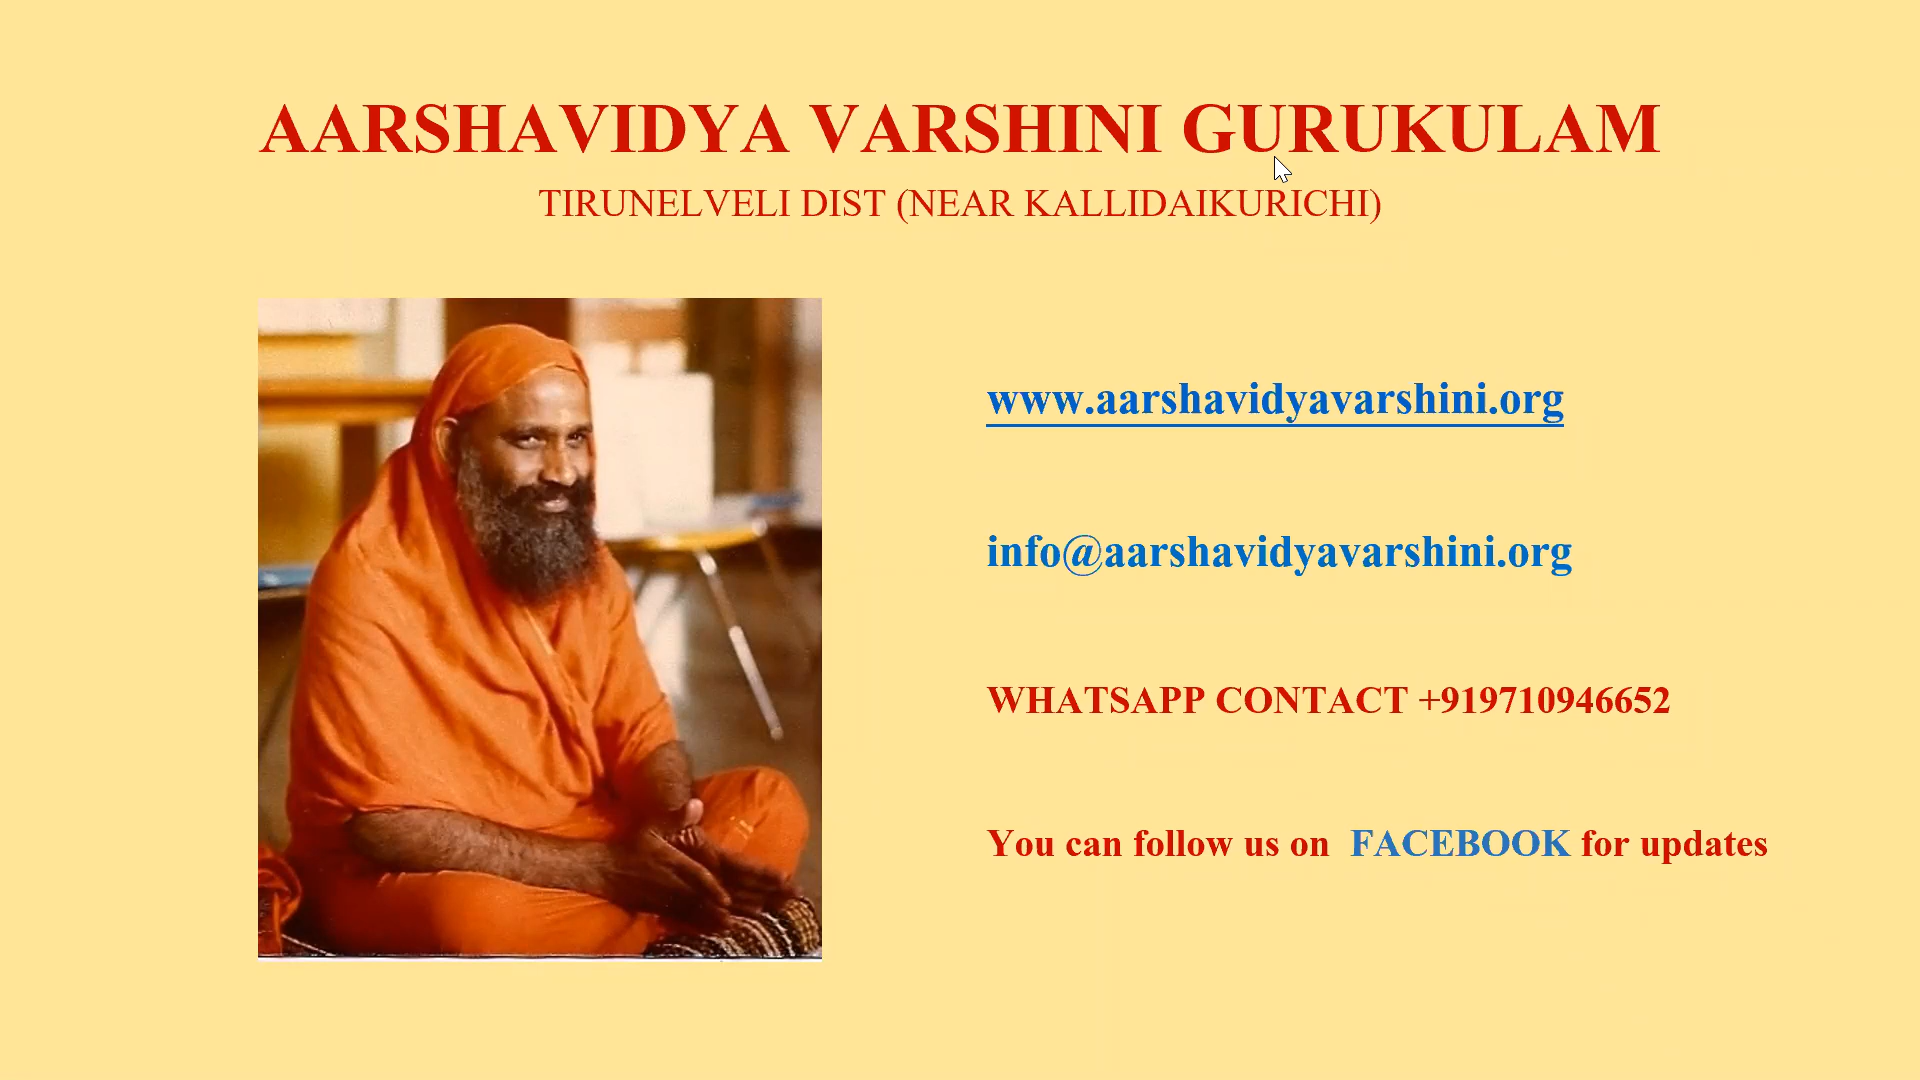 AARSHAVIDYA VARSHINI GURUKULAM
TIRUNELVELI DIST (NEAR KALLIDAIKURICHI)
www.aarshavidyavarshini.org
info@aarshavidyavarshini.org
WHATSAPP CONTACT +919710946652
You can follow us on FACEBOOK for updates